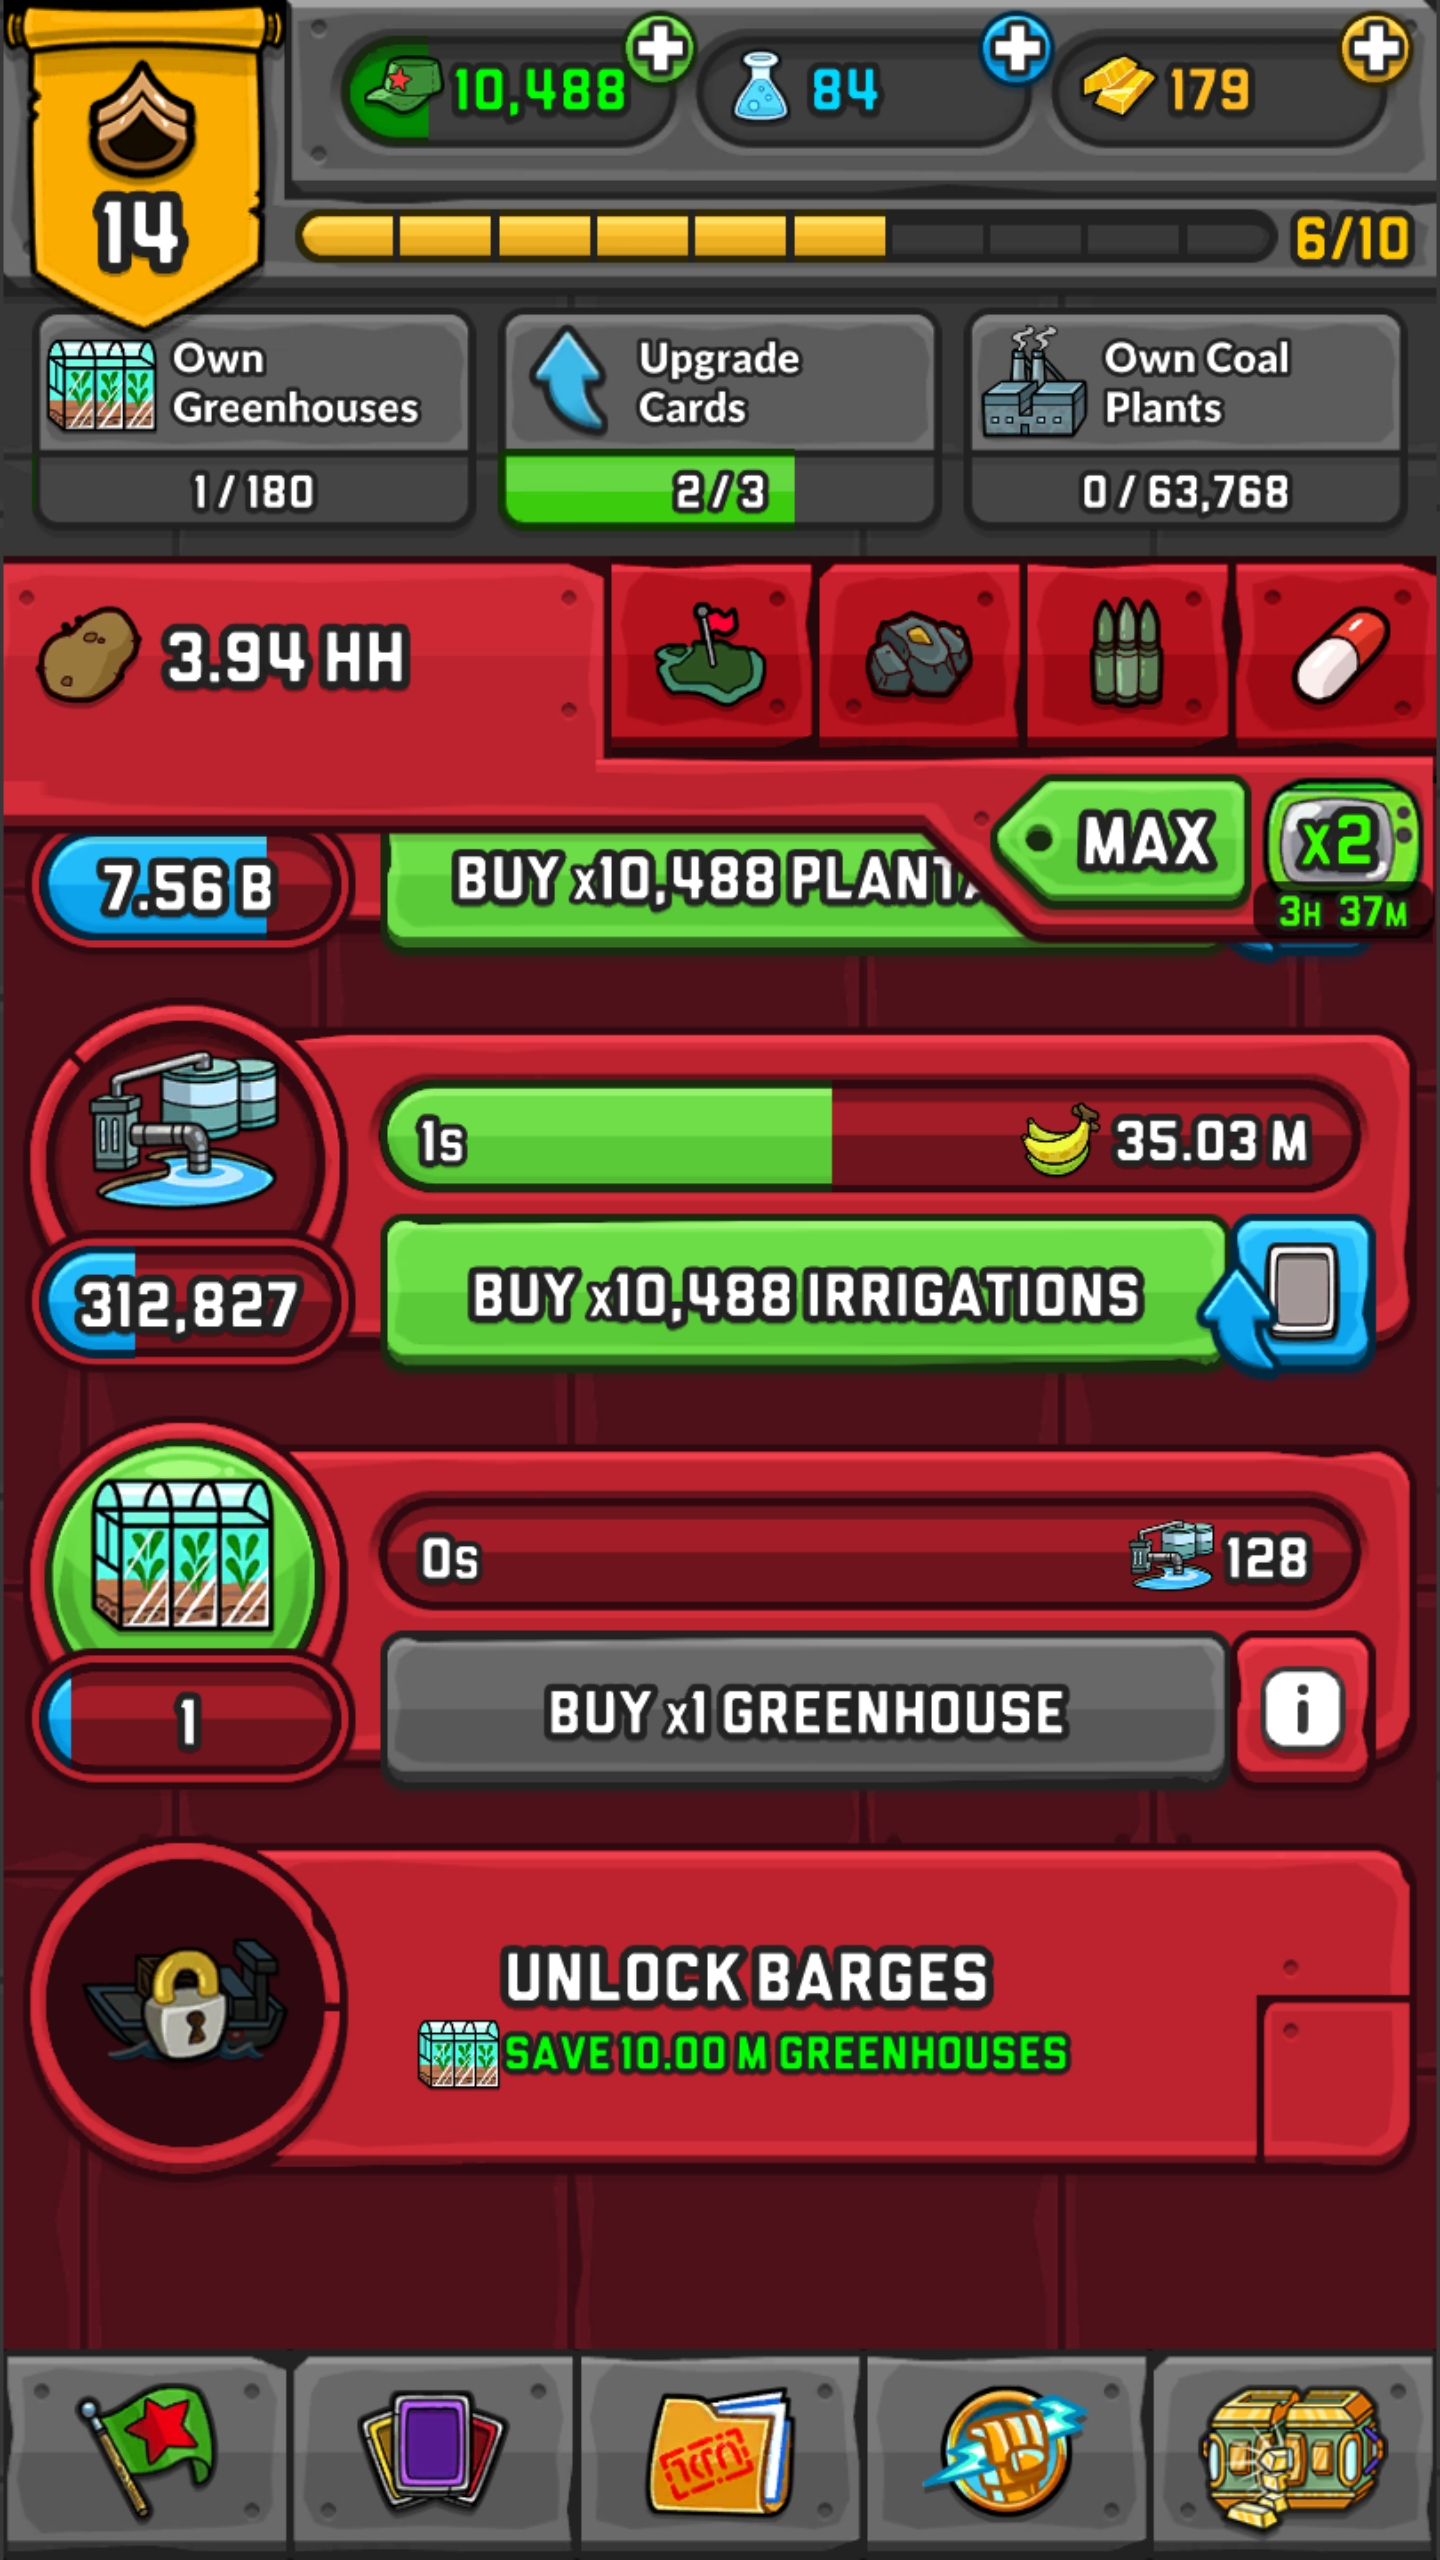 10,488
84
179
14
6/10
Own
Greenhouses
1/180
Upgrade
Cards
2/3
Own Coal
Plants
0/63,768
3.94 HH
MAX
x2
3H 37M
7.56 B
BUY x10,488
1s
35.03 M
312,827
BUY x10,488 IRRIGATIONS
0s
128
1
BUY x1 GREENHOUSE
i
UNLOCK BARGES
SAVE 10.00 M GREENHOUSES